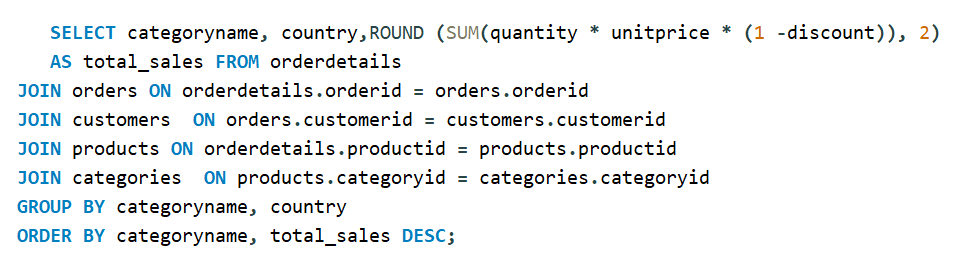 SELECT categoryname, country,ROUND (SUM(quantity * unitprice * (1 -discount)), 2)
AS total_sales FROM orderdetails
JOIN orders ON orderdetails.orderid = orders.orderid
JOIN customers  ON orders.customerid = customers.customerid
JOIN products ON orderdetails.productid = products.productid
JOIN categories  ON products.categoryid = categories.categoryid
GROUP BY categoryname, country
ORDER BY categoryname, total_sales DESC;